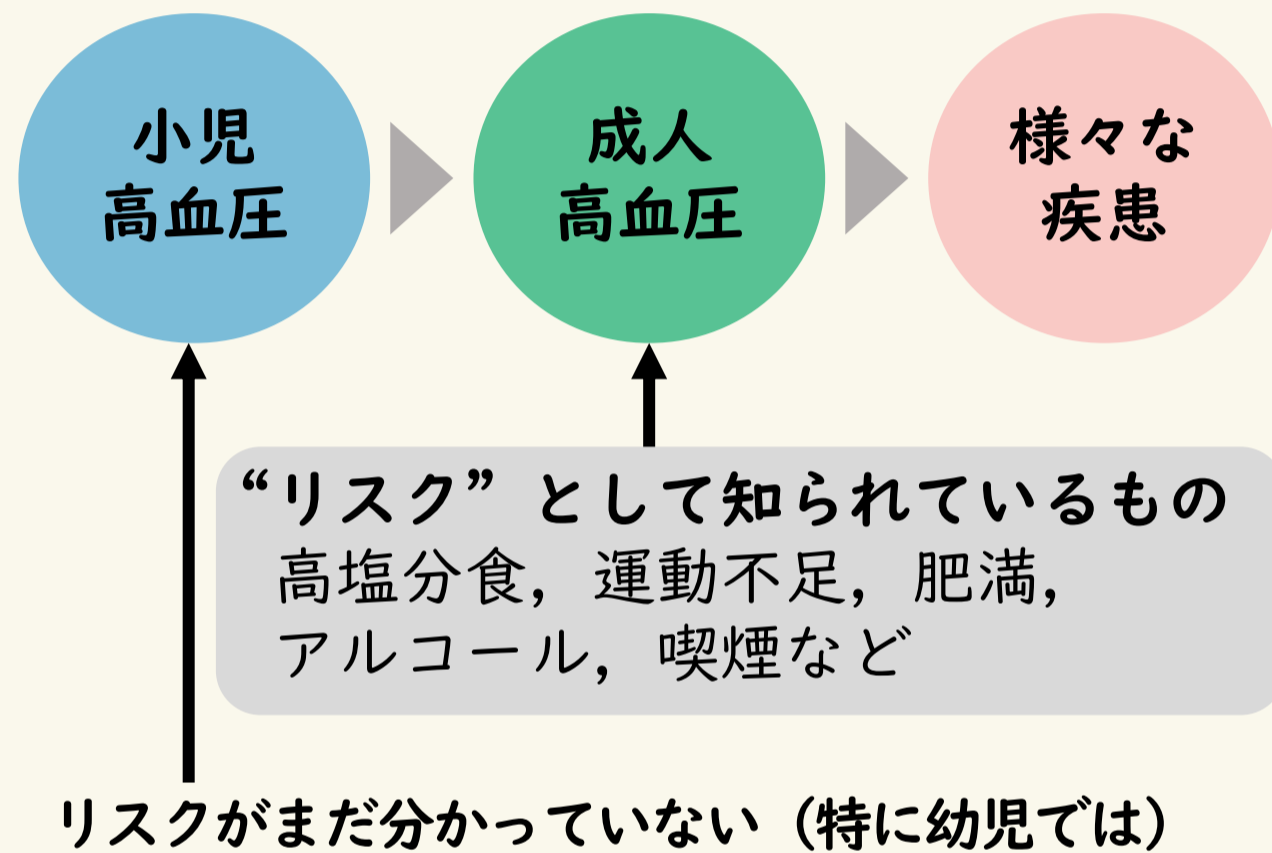 小児
高血圧
成人
高血圧
様々な
疾患
“リスク”として知られているもの
高塩分食，運動不足，肥満，
アルコール，喫煙など
リスクがまだ分かっていない（特に幼児では）